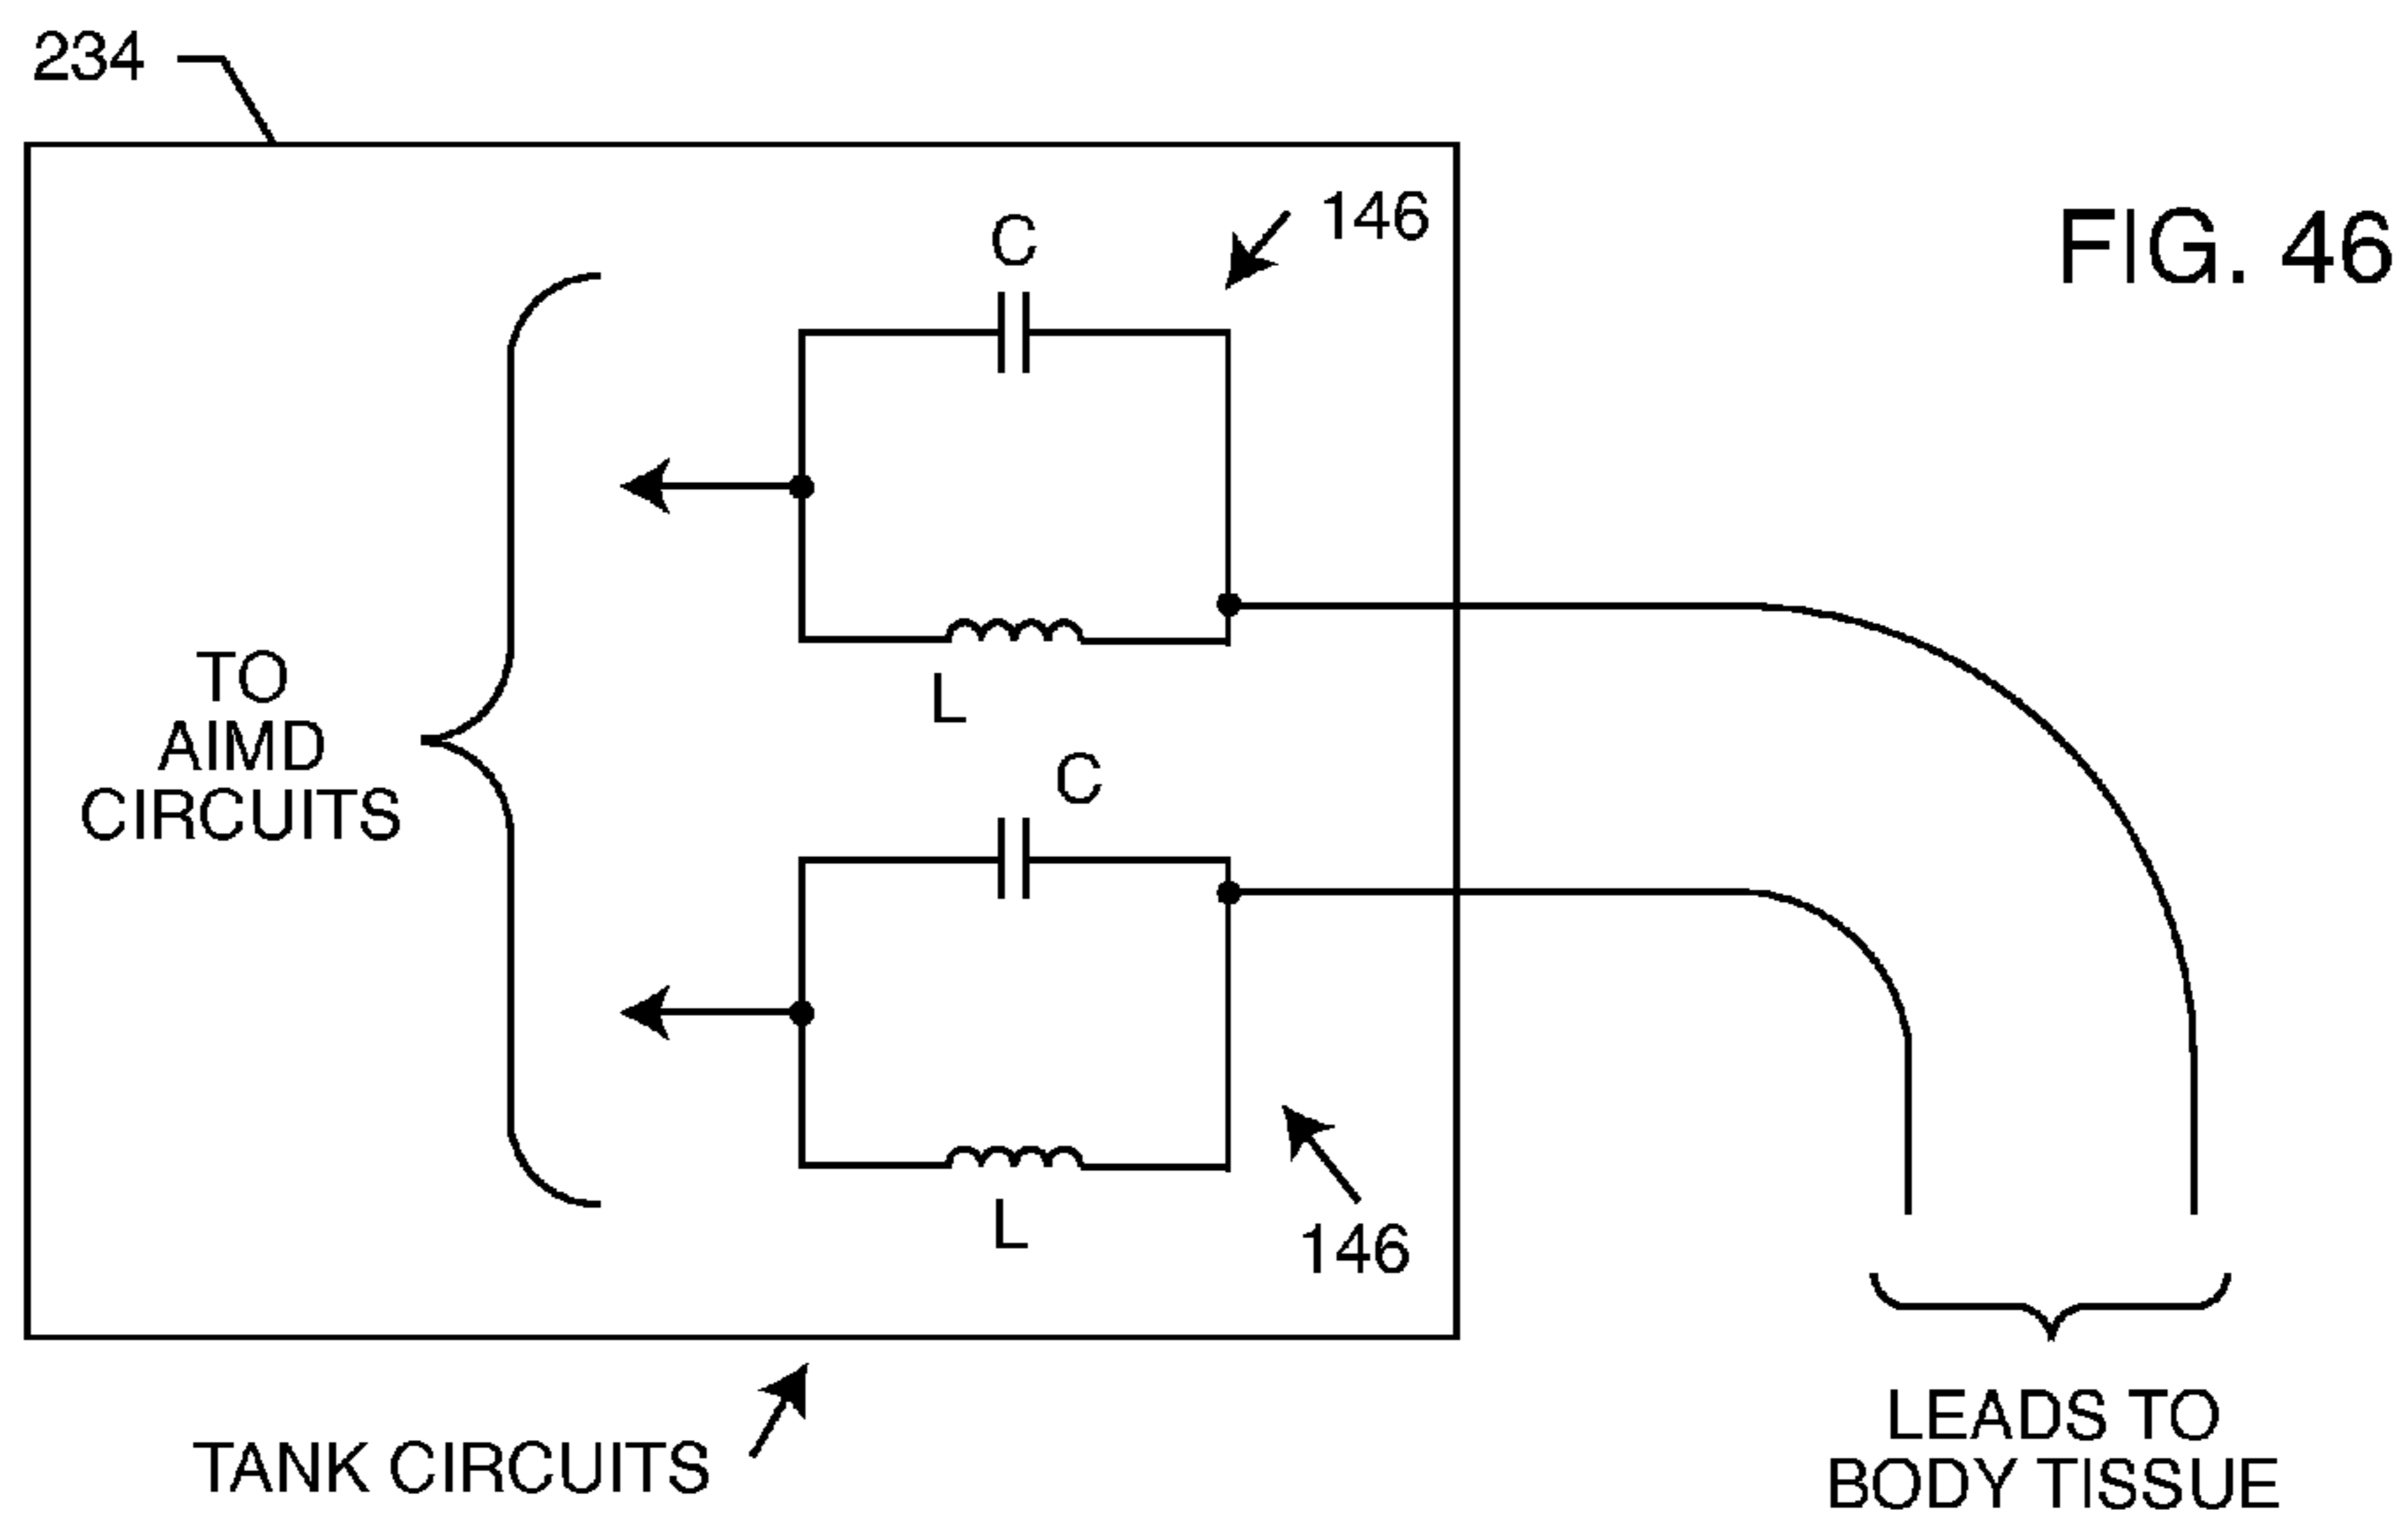 234
146
C
FIG. 46
TO
AIMD
CIRCUITS
L
C
L
146
TANK CIRCUITS
LEADS TO
BODY TISSUE